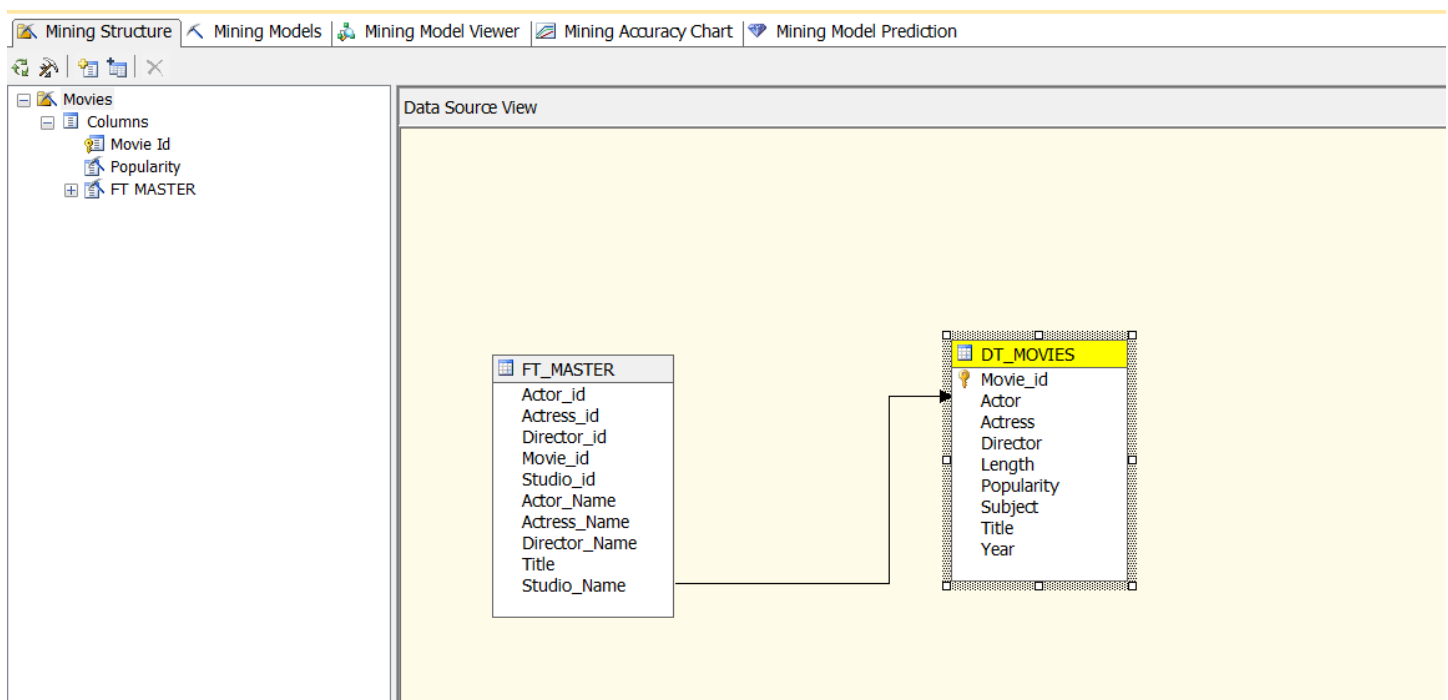 Mining Structure Mining Models Mining Model Viewer Mining Accuracy Chart Mining Model Prediction
Movies
Columns
Movie Id
Popularity
FT MASTER
Data Source View
FT_MASTER
Actor_id
Actress_id
Director_id
Movie_id
Studio_id
Actor_Name
Actress_Name
Director_Name
Title
Studio_Name
DT_MOVIES
Movie_id
Actor
Actress
Director
Length
Popularity
Subject
Title
Year